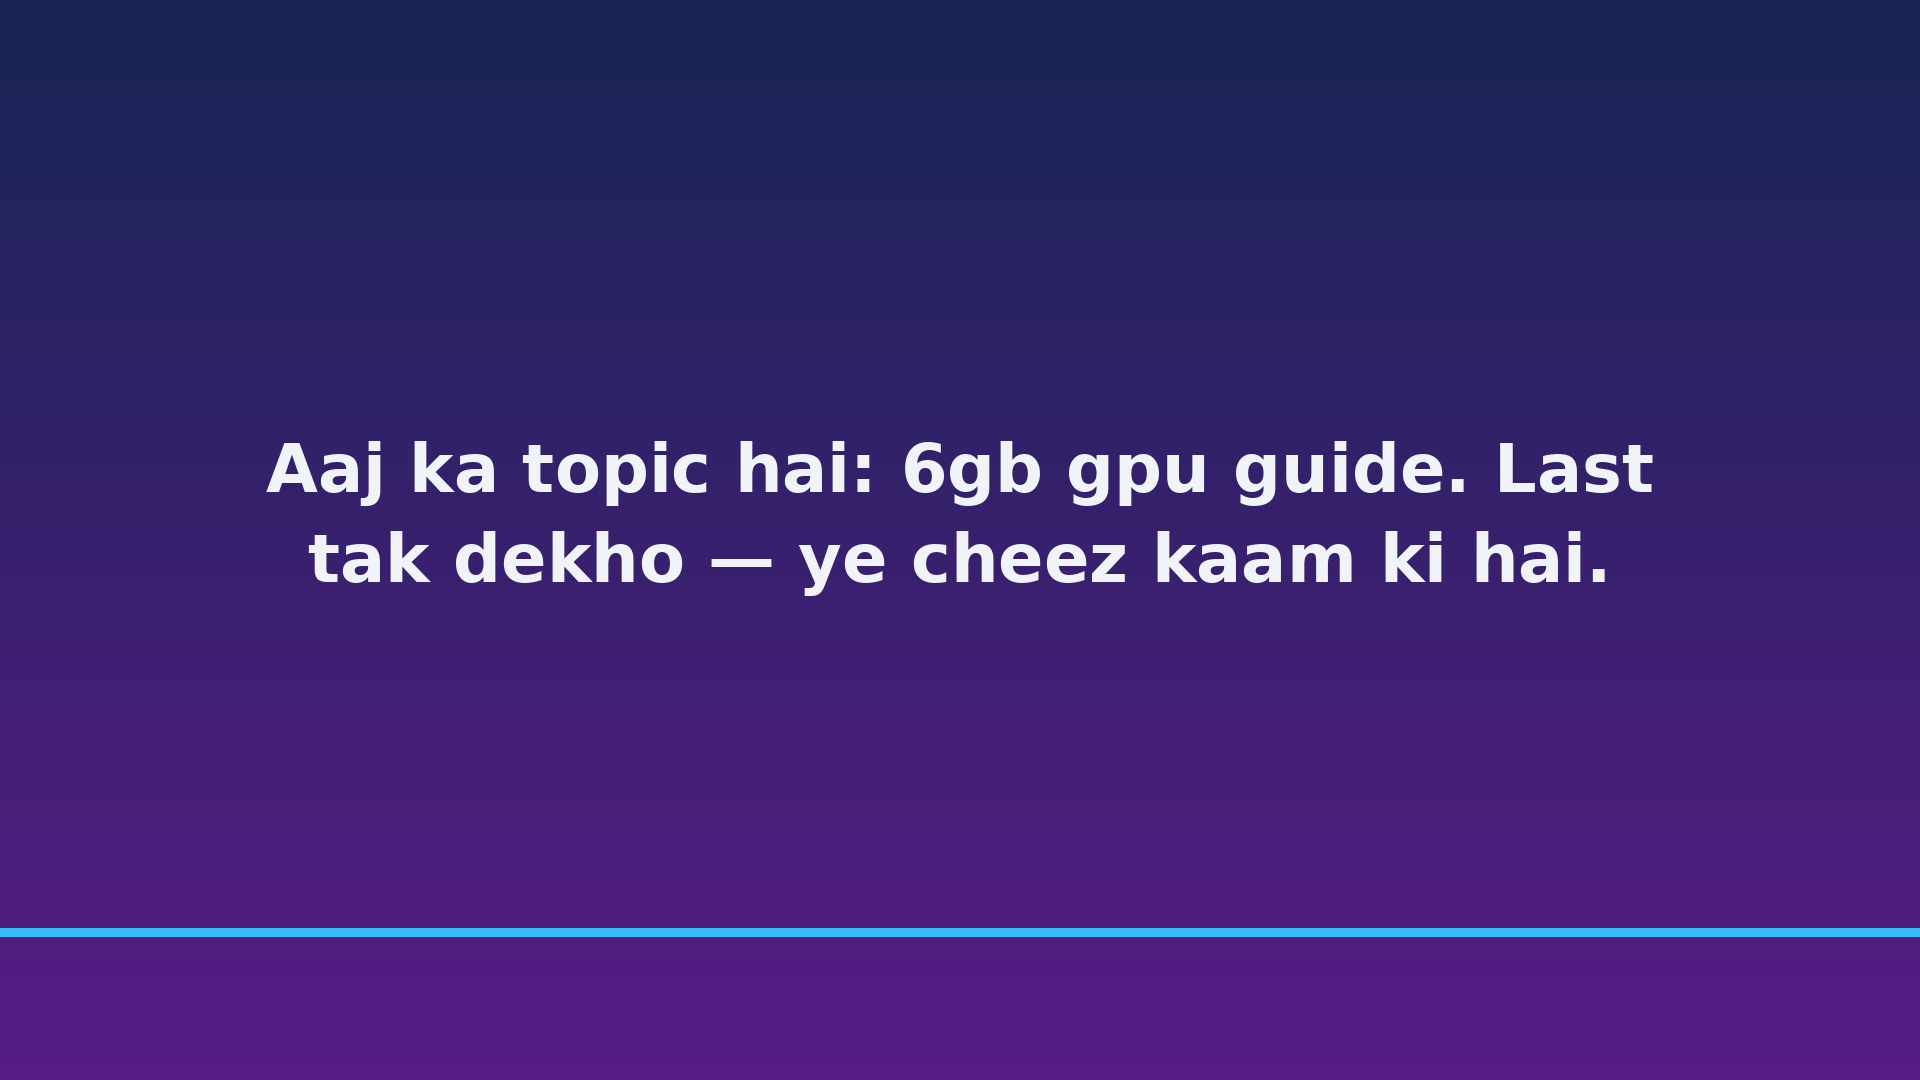 Aaj ka topic hai: 6gb gpu guide. Last
tak dekho — ye cheez kaam ki hai.